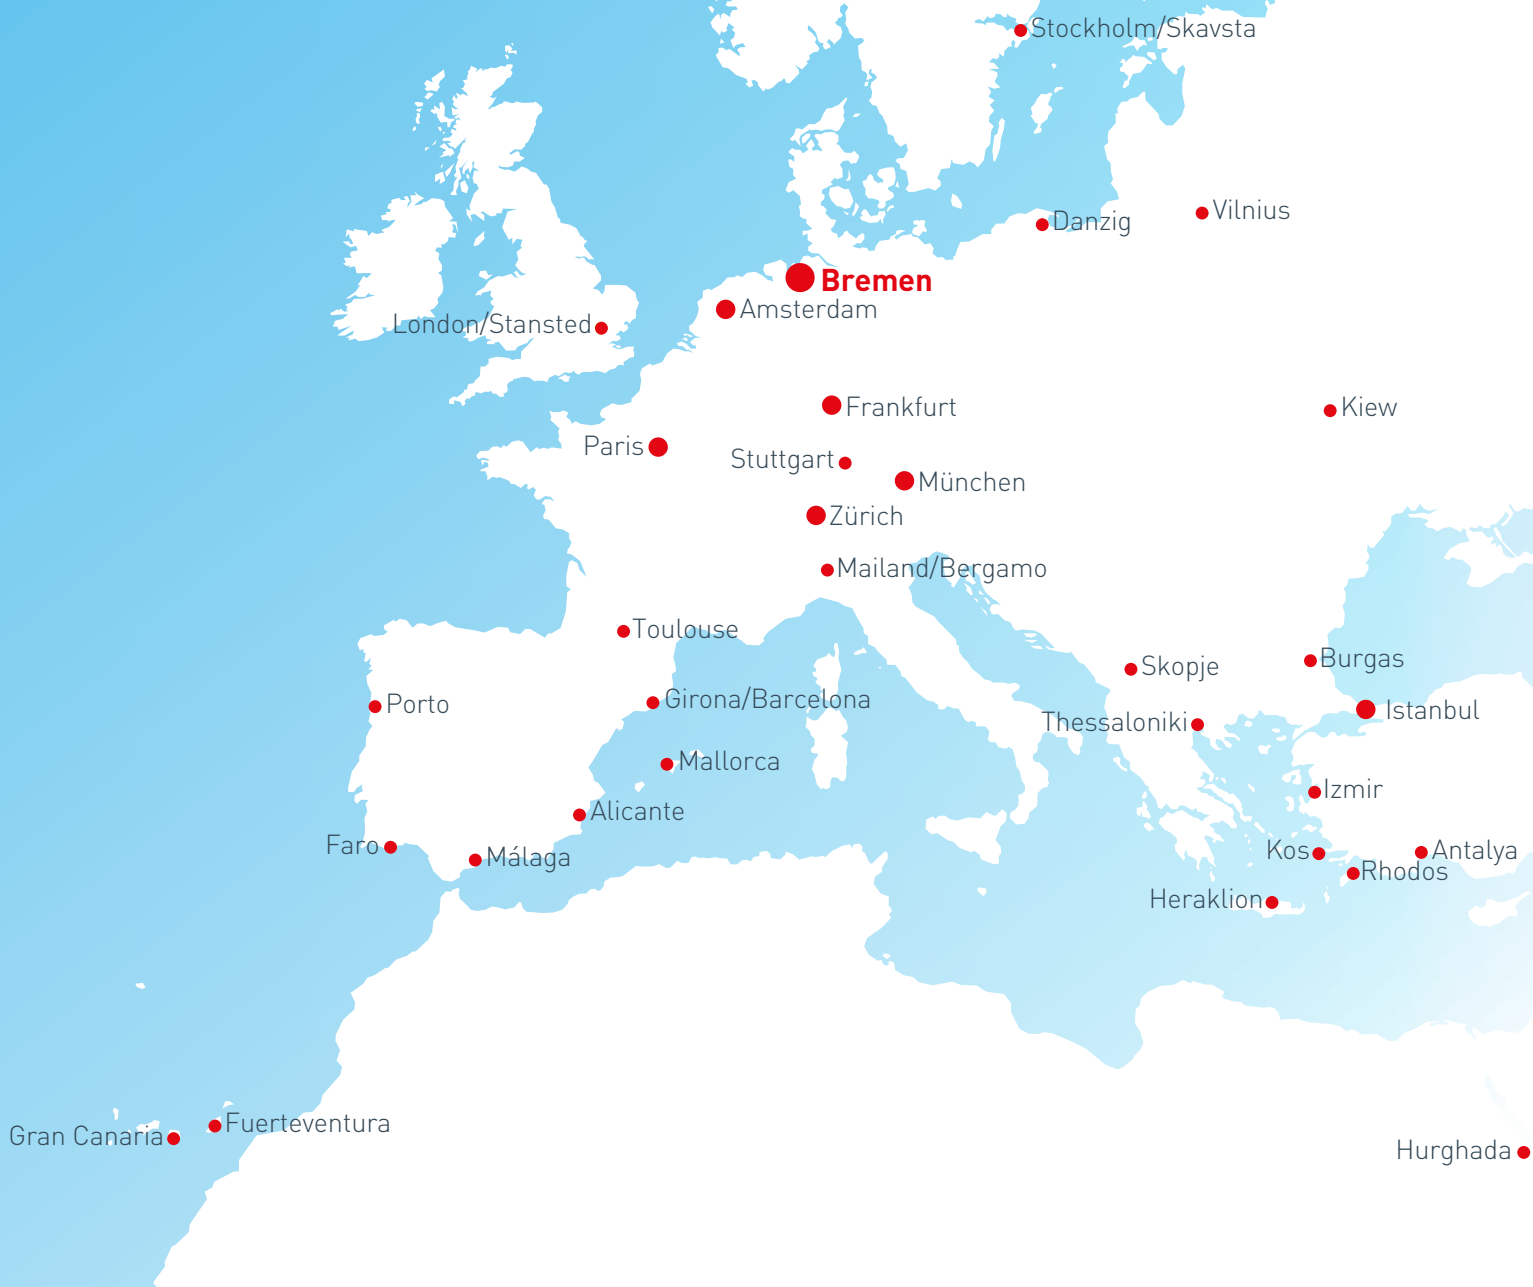 Stockholm/Skavsta
Vilnius
Danzig
Bremen
Amsterdam
London/Stansted
Frankfurt
Kiew
Paris
Stuttgart
München
Zürich
Mailand/Bergamo
Toulouse
Burgas
Skopje
Girona/Barcelona
Porto
Istanbul
Thessaloniki
Mallorca
Izmir
Alicante
Faro
Málaga
Kos
Antalya
Rhodos
Heraklion
Fuerteventura
Gran Canaria
Hurghada